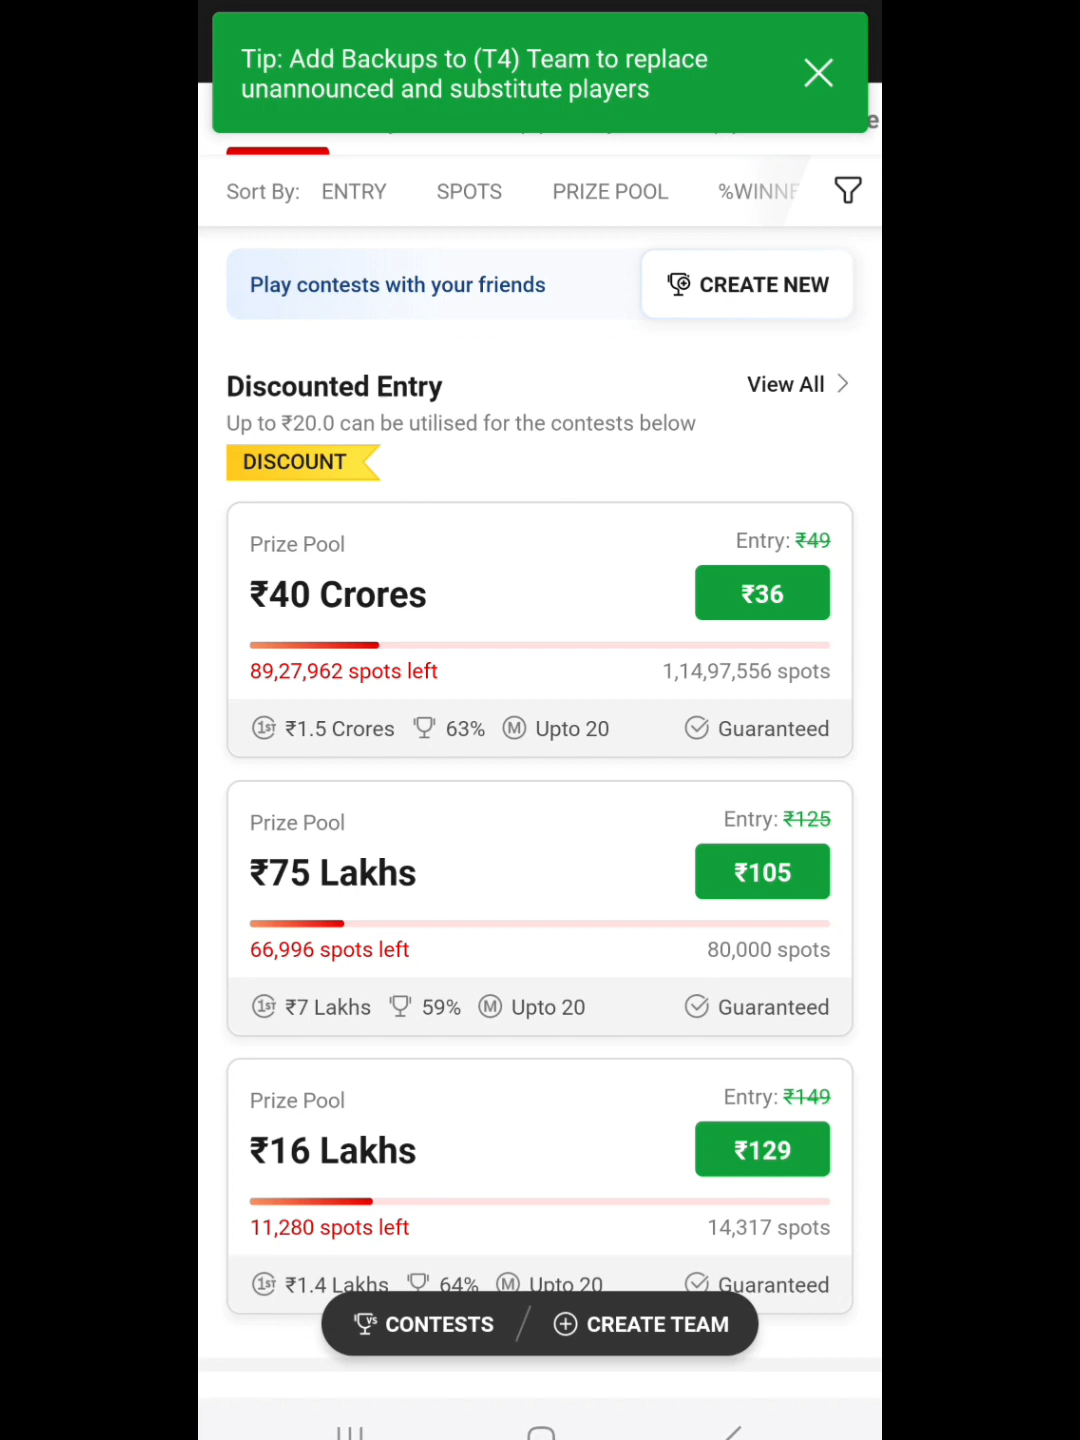 Tip: Add Backups to (T4) Team to replace
unannounced and substitute players
Sort By: ENTRY SPOTS PRIZE POOL %WINNE
Play contests with your friends CREATE NEW
Discounted Entry View All
Up to ₹20.0 can be utilised for the contests below
DISCOUNT
Prize Pool Entry: ₹49
₹40 Crores ₹36
89,27,962 spots left 1,14,97,556 spots
1ST ₹1.5 Crores 63% M Upto 20 Guaranteed
Prize Pool Entry: ₹125
₹75 Lakhs ₹105
66,996 spots left 80,000 spots
1ST ₹7 Lakhs 59% M Upto 20 Guaranteed
Prize Pool Entry: ₹149
₹16 Lakhs ₹129
11,280 spots left 14,317 spots
1ST ₹1.4 Lakhs 64% M Upto 20 Guaranteed
VS CONTESTS CREATE TEAM